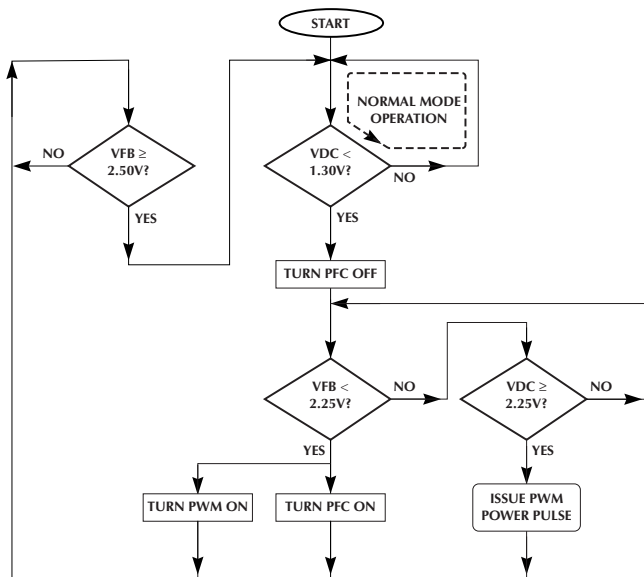 START
NORMAL MODE
OPERATION
NO
VFB ≥
2.50V?
YES
VDC <
1.30V?
NO
YES
TURN PFC OFF
VFB <
2.25V?
NO
YES
VDC ≥
2.25V?
NO
YES
TURN PWM ON
TURN PFC ON
ISSUE PWM
POWER PULSE